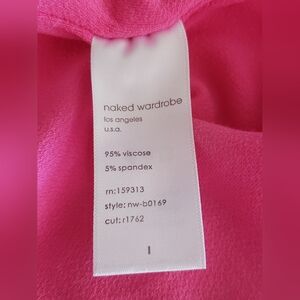 naked wardrobe
los angeles
u.s.a.
95% viscose
5% spandex
rn:159313
style: nw-b0169
cut: r1762